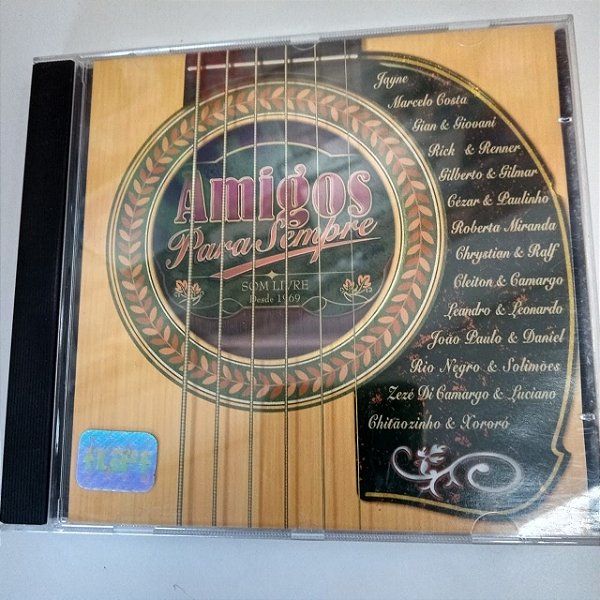 Amigos
Para Sempre
SOM LIVRE
Desde 1969
Jayne
Marcelo Costa
Gian & Giovani
Rick & Renner
Gilberto & Gilmar
Cézar & Paulinho
Roberta Miranda
Chrystian & Ralf
Cleiton & Camargo
Leandro & Leonardo
João Paulo & Daniel
Rio Negro & Solimões
Zezé Di Camargo & Luciano
Chitãozinho & Xororó